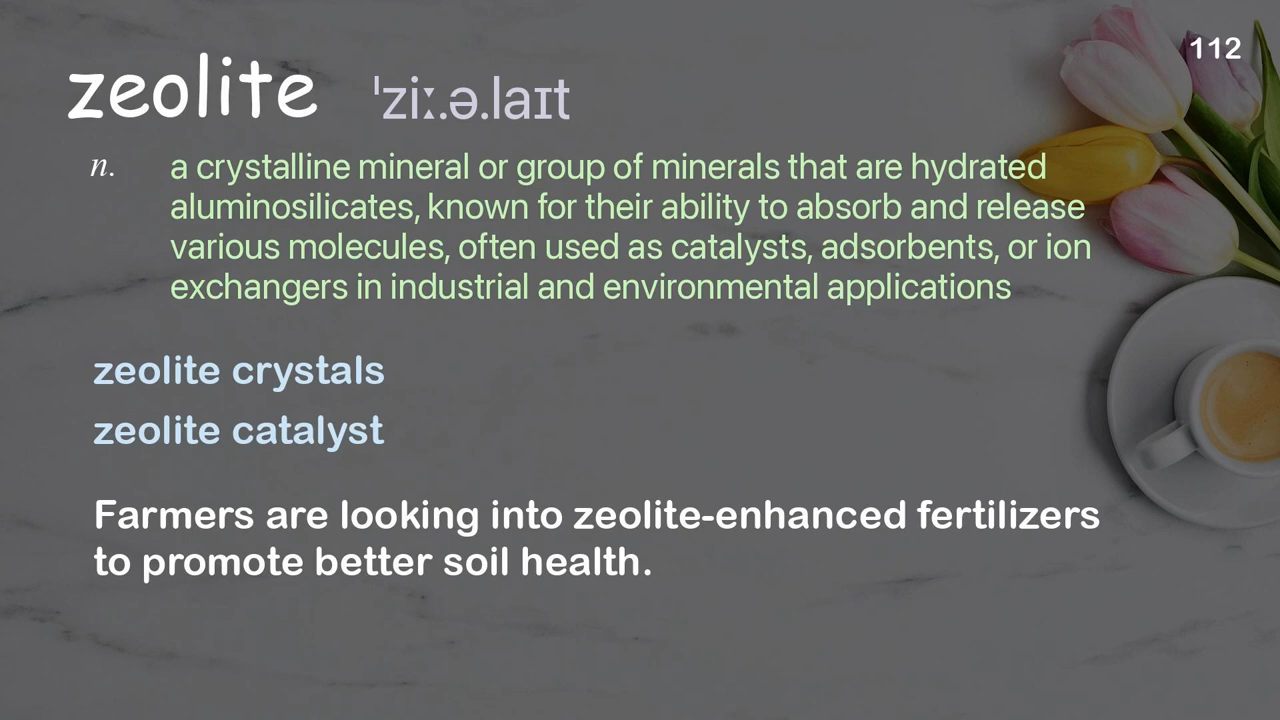 112
zeolite ˈziː.ə.laɪt
n. a crystalline mineral or group of minerals that are hydrated
aluminosilicates, known for their ability to absorb and release
various molecules, often used as catalysts, adsorbents, or ion
exchangers in industrial and environmental applications
zeolite crystals
zeolite catalyst
Farmers are looking into zeolite-enhanced fertilizers
to promote better soil health.